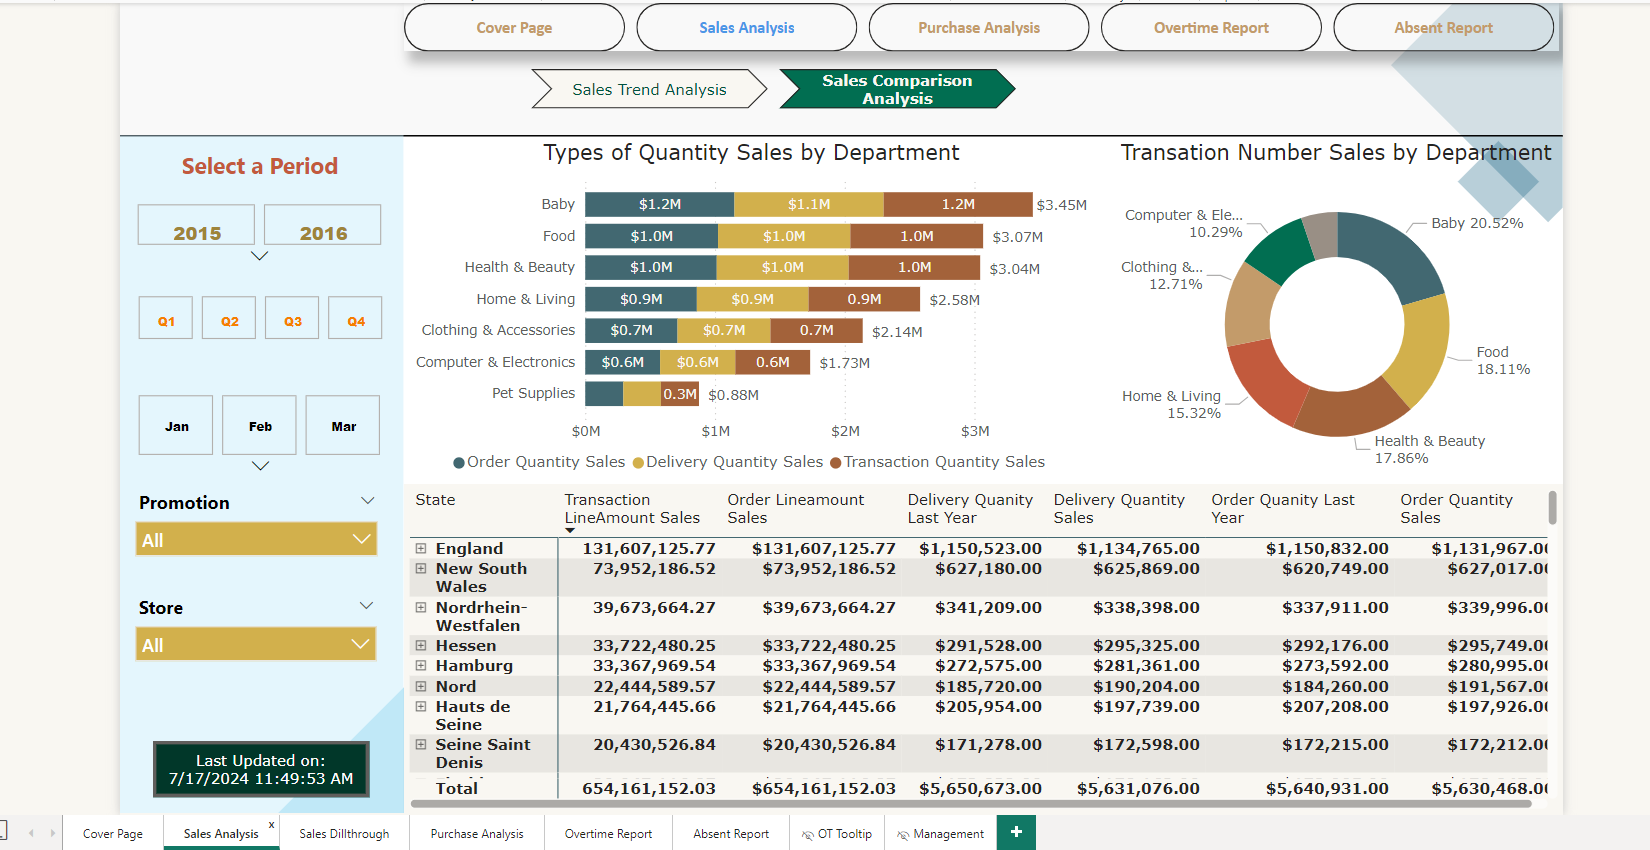 Cover Page
Sales Analysis
Purchase Analysis
Overtime Report
Absent Report
Sales Trend Analysis
Sales Comparison
Analysis
Select a Period
2015 2016
Q1 Q2 Q3 Q4
Jan Feb Mar
Promotion
All
Store
All
Last Updated on:
7/17/2024 11:49:53 AM
Types of Quantity Sales by Department
Baby $1.2M $1.1M 1.2M $3.45M
Food $1.0M $1.0M 1.0M $3.07M
Health & Beauty $1.0M $1.0M 1.0M $3.04M
Home & Living $0.9M $0.9M 0.9M $2.58M
Clothing & Accessories $0.7M $0.7M 0.7M $2.14M
Computer & Electronics $0.6M $0.6M 0.6M $1.73M
Pet Supplies 0.3M $0.88M
$0M $1M $2M $3M
Order Quantity Sales Delivery Quantity Sales Transaction Quantity Sales
Transation Number Sales by Department
Computer & Ele...
10.29%
Baby 20.52%
Clothing &...
12.71%
Food
18.11%
Home & Living
15.32%
Health & Beauty
17.86%
State Transaction Order Lineamount Delivery Quanity Delivery Quantity Order Quanity Last Order Quantity
LineAmount Sales Sales Last Year Sales Year Sales
England 131,607,125.77 $131,607,125.77 $1,150,523.00 $1,134,765.00 $1,150,832.00 $1,131,967.00
New South 73,952,186.52 $73,952,186.52 $627,180.00 $625,869.00 $620,749.00 $627,017.00
Wales
Nordrhein- 39,673,664.27 $39,673,664.27 $341,209.00 $338,398.00 $337,911.00 $339,996.00
Westfalen
Hessen 33,722,480.25 $33,722,480.25 $291,528.00 $295,325.00 $292,176.00 $295,749.00
Hamburg 33,367,969.54 $33,367,969.54 $272,575.00 $281,361.00 $273,592.00 $280,995.00
Nord 22,444,589.57 $22,444,589.57 $185,720.00 $190,204.00 $184,260.00 $191,567.00
Hauts de 21,764,445.66 $21,764,445.66 $205,954.00 $197,739.00 $207,208.00 $197,926.00
Seine
Seine Saint 20,430,526.84 $20,430,526.84 $171,278.00 $172,598.00 $172,215.00 $172,212.00
Denis
Total 654,161,152.03 $654,161,152.03 $5,650,673.00 $5,631,076.00 $5,640,931.00 $5,630,468.00
Cover Page Sales Analysis x Sales Dillthrough Purchase Analysis Overtime Report Absent Report OT Tooltip Management +